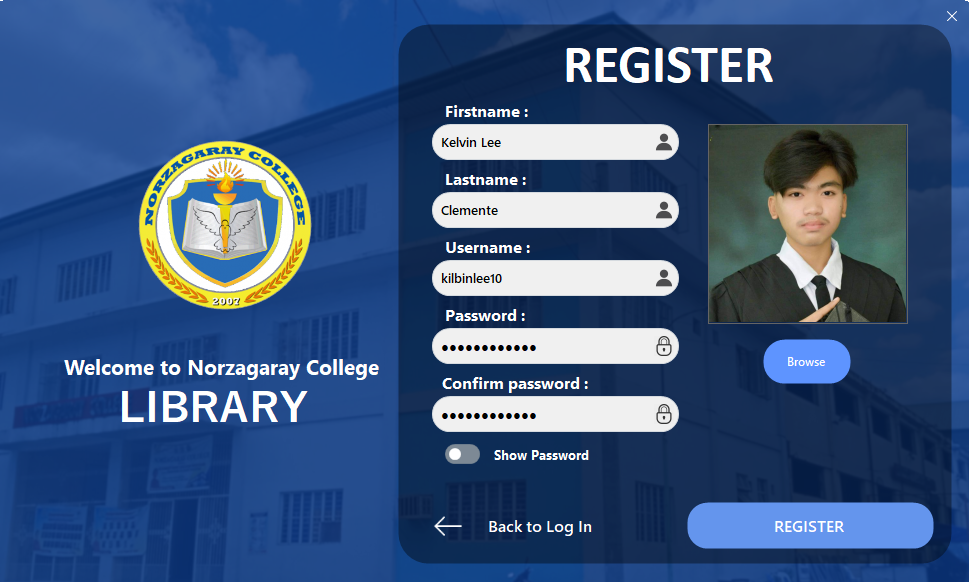 REGISTER
Firstname :
Kelvin Lee
Lastname :
Clemente
Username :
kilbinlee10
Password :
••••••••••••
Confirm password :
••••••••••••
Show Password
Back to Log In
REGISTER
Browse
NORZAGARAY COLLEGE
2007
Welcome to Norzagaray College
LIBRARY